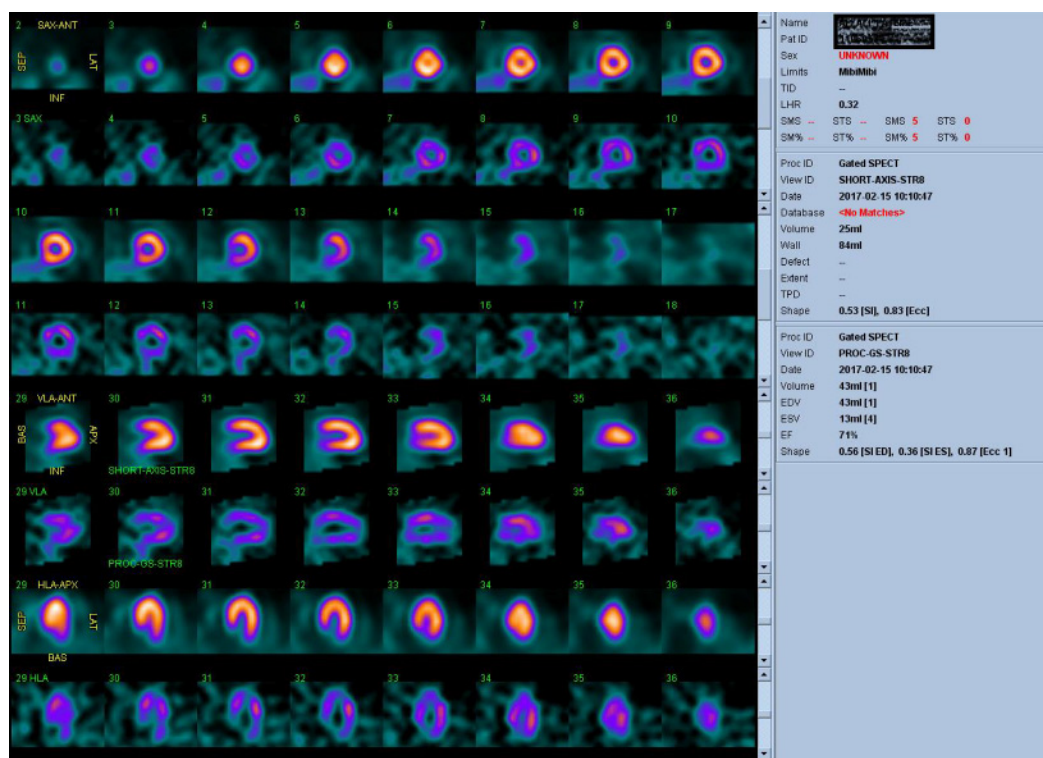 2 SAX-ANT 3 4 5 6 7 8 9
SEP LAT
INF
3 SAX 4 5 6 7 8 9 10
10 11 12 13 14 15 16 17
11 12 13 14 15 16 17 18
29 VLA-ANT 30 31 32 33 34 35 36
BAS APX
INF SHORT-AXIS-STR8
29 VLA 30 31 32 33 34 35 36
PROC-GS-STR8
29 HLA-APX 30 31 32 33 34 35 36
SEP LAT
BAS
29 HLA 30 31 32 33 34 35 36
Name
Pat ID
Sex UNKNOWN
Limits MibiMibi
TID --
LHR 0.32
SMS -- STS -- SMS 5 STS 0
SM% -- ST% -- SM% 5 ST% 0
Proc ID Gated SPECT
View ID SHORT-AXIS-STR8
Date 2017-02-15 10:10:47
Database <No Matches>
Volume 25ml
Wall 84ml
Defect --
Extent --
TPD --
Shape 0.53 [SI], 0.83 [Ecc]
Proc ID Gated SPECT
View ID PROC-GS-STR8
Date 2017-02-15 10:10:47
Volume 43ml [1]
EDV 43ml [1]
ESV 13ml [4]
EF 71%
Shape 0.56 [SI ED], 0.36 [SI ES], 0.87 [Ecc 1]